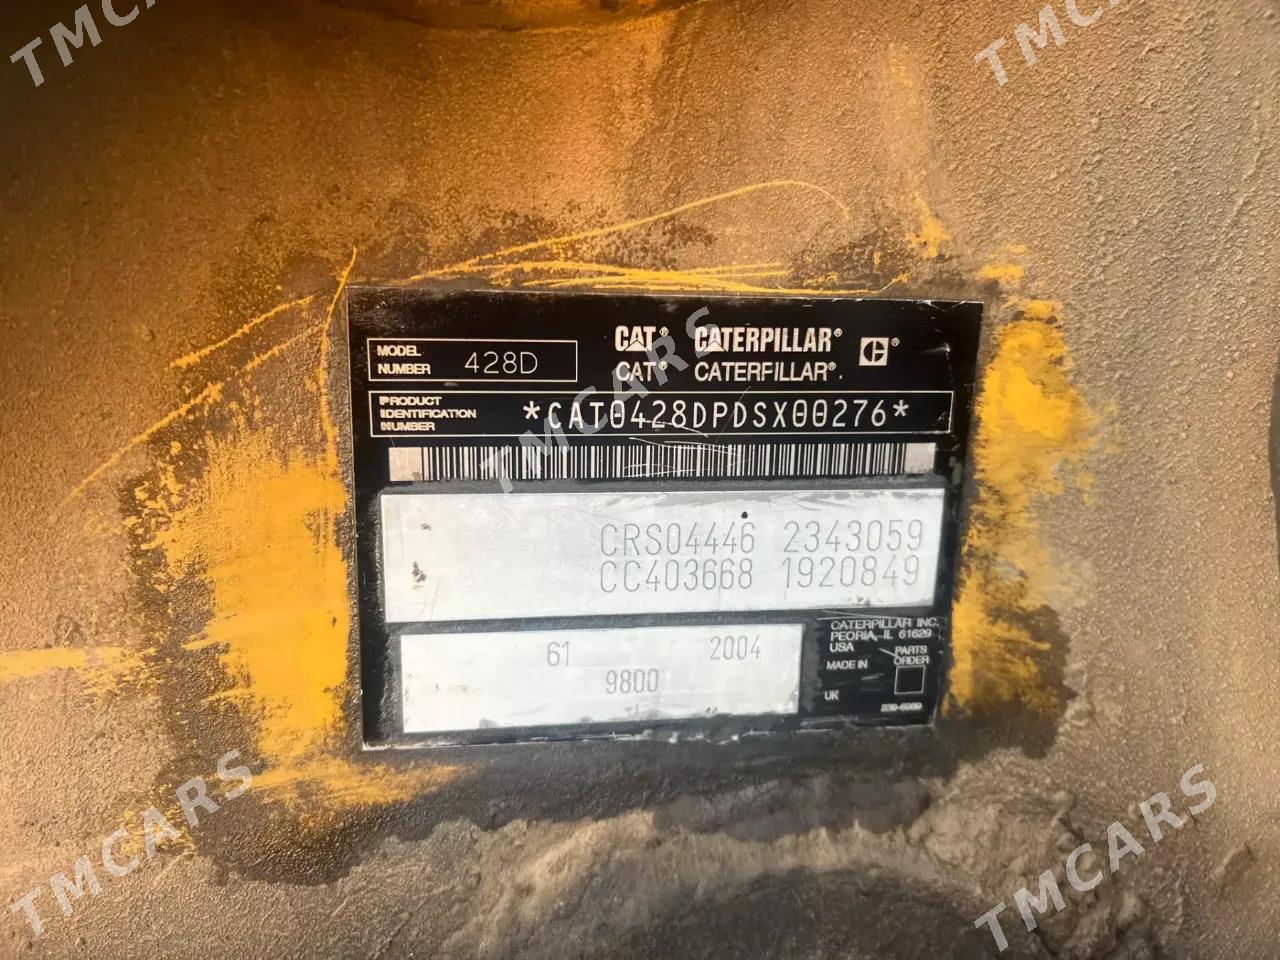 TMCARS
TMCARS
CAT® CATERPILLAR®
CAT® CATERPILLAR®.
MODEL
NUMBER 428D
PRODUCT
IDENTIFICATION
NUMBER *CAT0428DPDSX00276*
TMCARS
CRS04446 2343059
CC403668 1920849
61 2004
9800
CATERPILLAR INC.
PEORIA, IL 61629
USA
PARTS
ORDER
MADE IN
UK
TMCARS
TMCARS